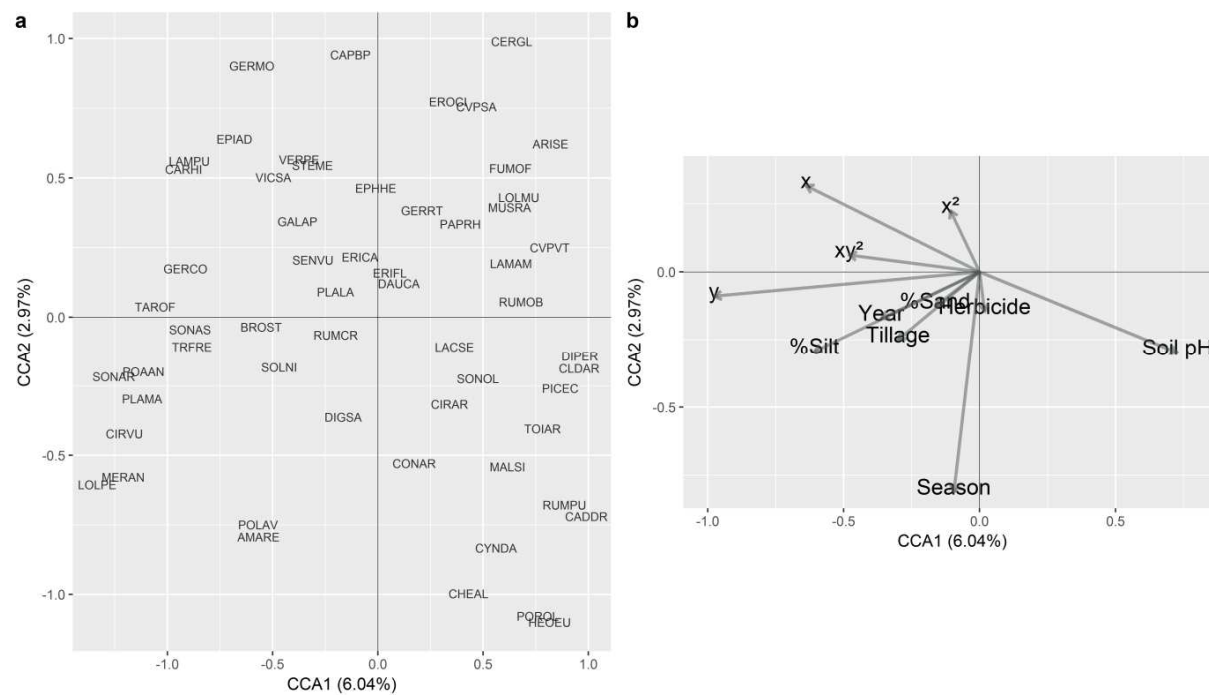 a
b
1.0
0.5
0.0
-0.5
-1.0
CCA2 (2.97%)
CERGL
CAPBP
GERMO
EROCI
CVPSA
EPIAD
ARISE
LAMPU
VERPE
CARHI
STEME
FUMOF
VICSA
EPHHE
LOLMU
GERRT
MUSRA
GALAP
PAPRH
CVPVT
ERICA
SENVU
LAMAM
GERCO
ERIFL
DAUCA
PLALA
RUMOB
TAROF
SONAS
BROST
RUMCR
TRFRE
LACSE
DIPER
SOLNI
CLDAR
POAAN
SONAR
SONOL
PICEC
PLAMA
CIRAR
DIGSA
TOIAR
CIRVU
CONAR
MALSI
MERAN
LOLPE
RUMPU
CADDR
POLAV
AMARE
CYNDA
CHEAL
POROL
HEOEU
-1.0
-0.5
0.0
0.5
1.0
CCA1 (6.04%)
0.0
-0.5
CCA2 (2.97%)
x
x²
xy²
y
%Sand
Herbicide
Year
Tillage
%Silt
Soil pH
Season
-1.0
-0.5
0.0
0.5
CCA1 (6.04%)